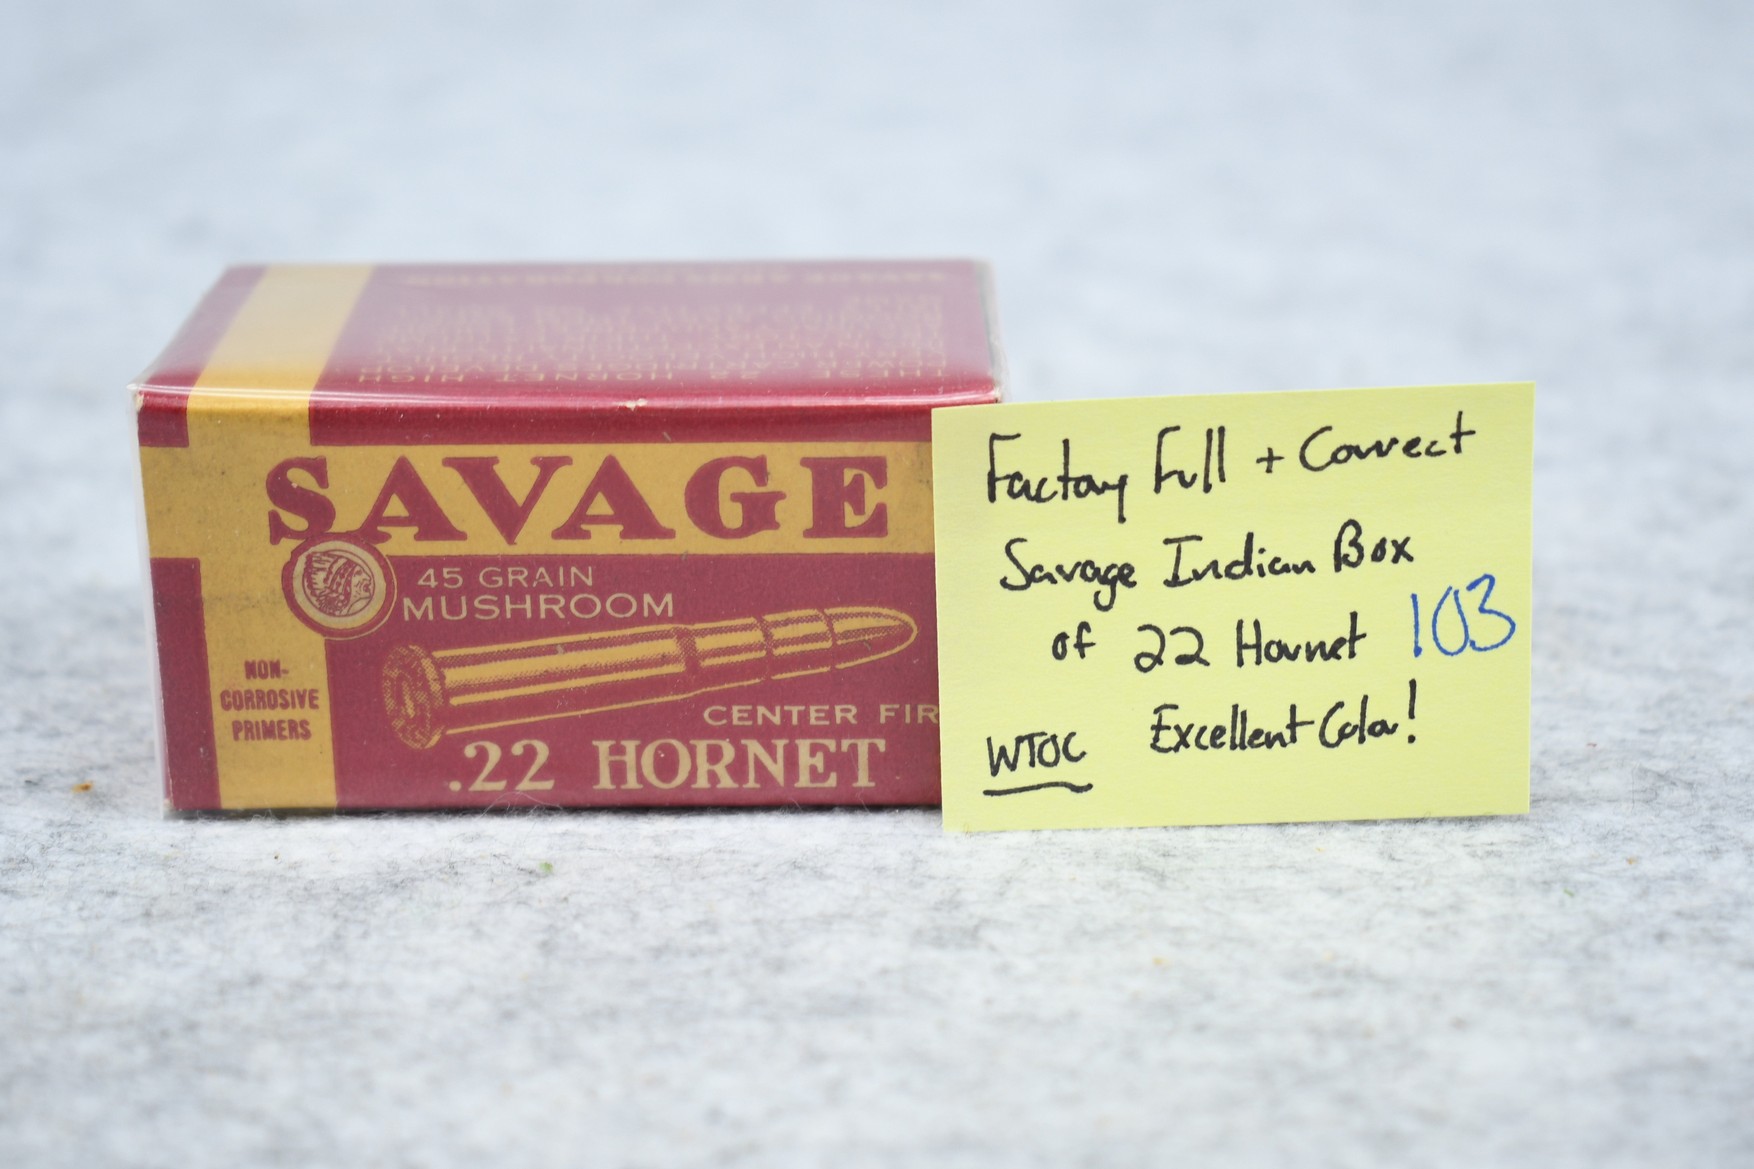 SAVAGE
45 GRAIN
MUSHROOM
NON-
CORROSIVE
PRIMERS
CENTER FIR
.22 HORNET
Factory Full + Correct
Savage Indian Box
of 22 Hornet 103
WTOC Excellent Color!